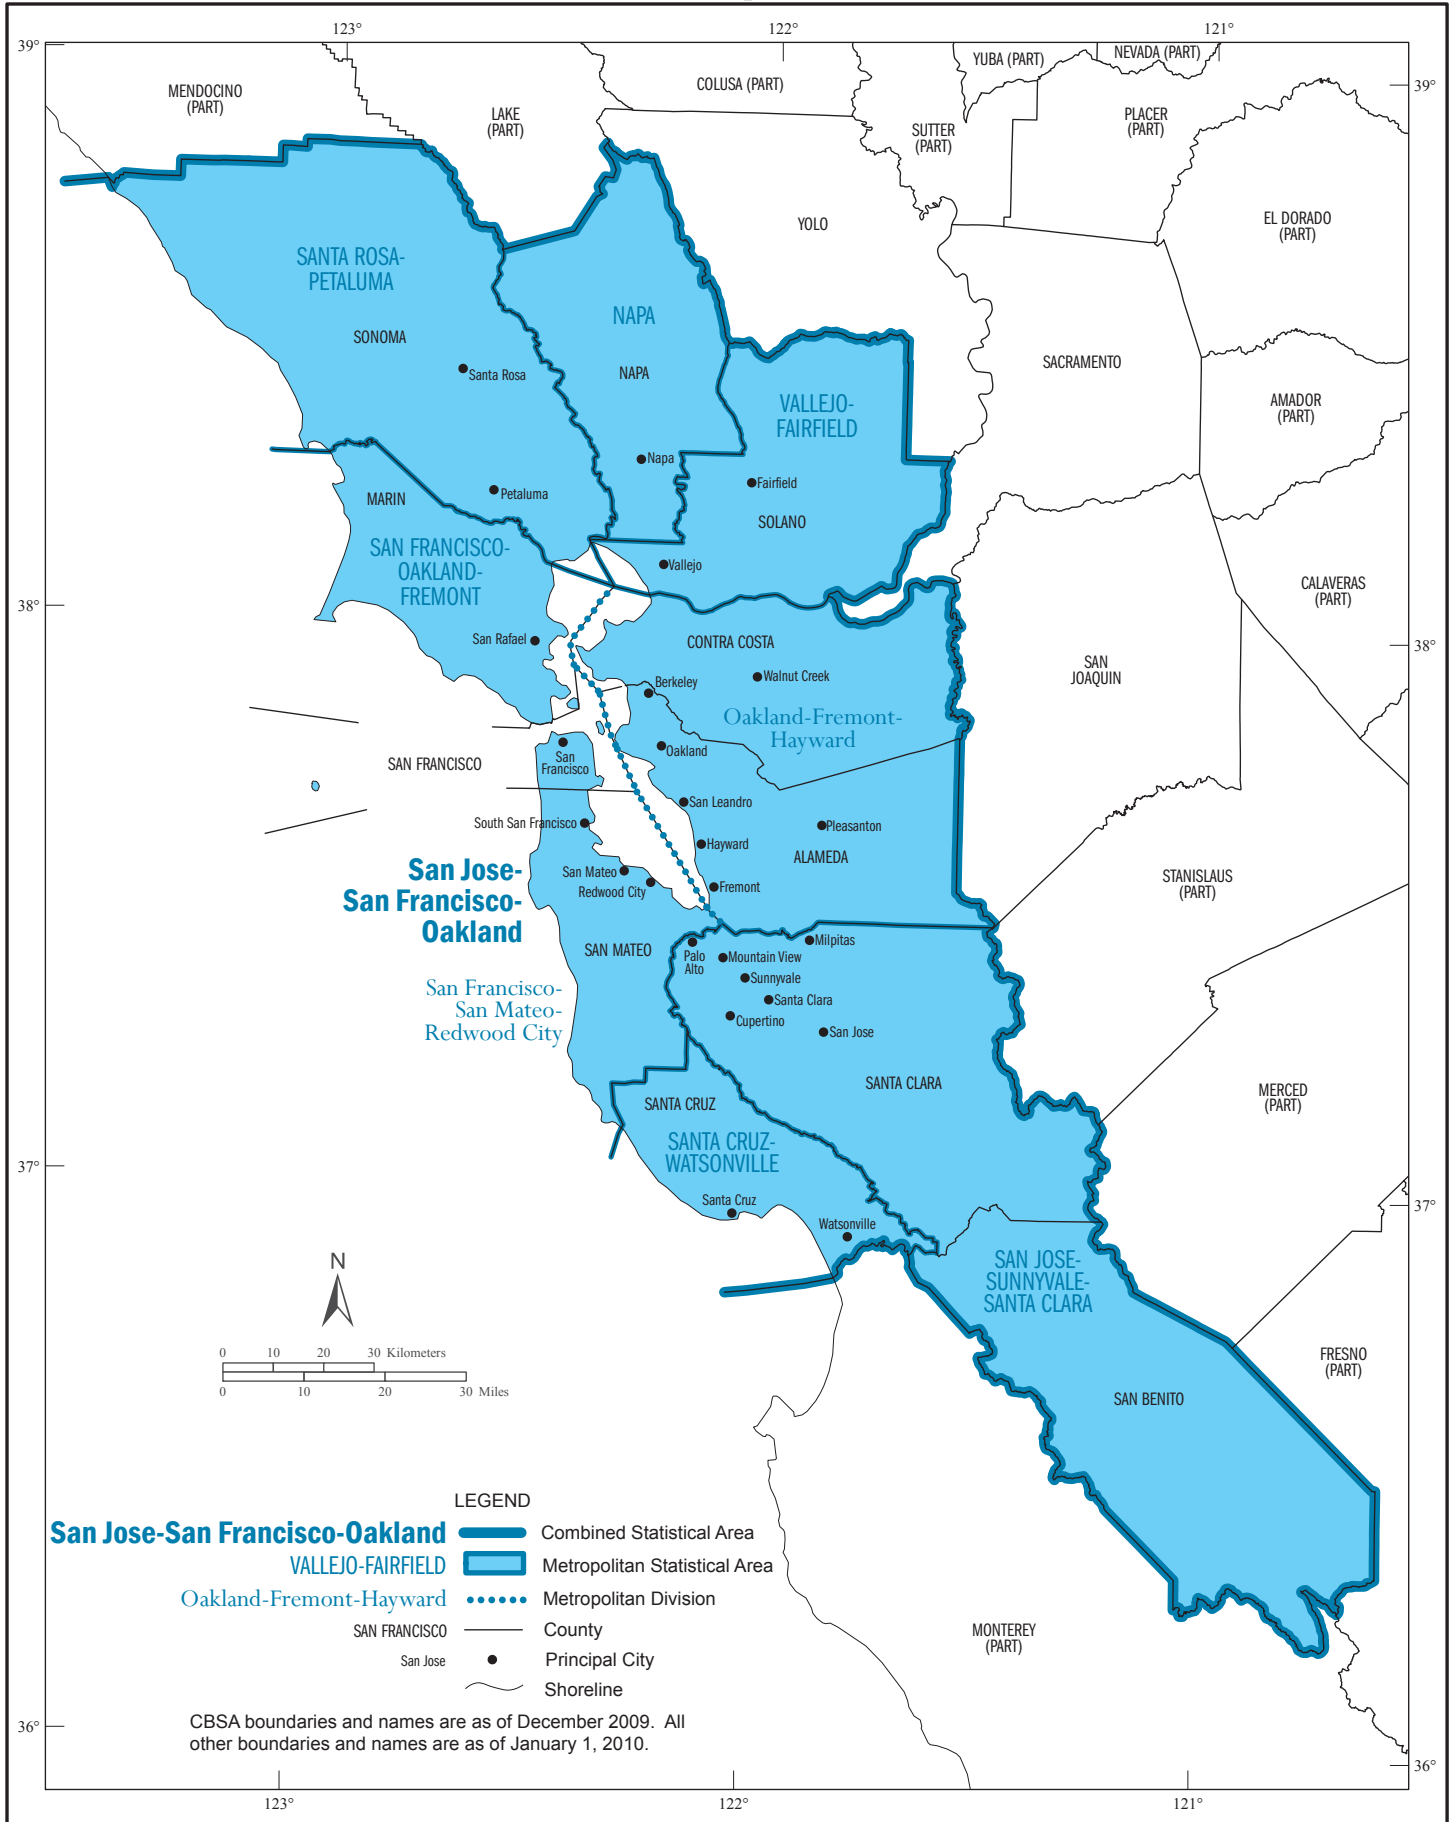 123°
122°
121°
39°
39°
MENDOCINO
(PART)
LAKE
(PART)
COLUSA (PART)
YUBA (PART)
NEVADA (PART)
SUTTER
(PART)
PLACER
(PART)
YOLO
EL DORADO
(PART)
SANTA ROSA-
PETALUMA
SONOMA
Santa Rosa
NAPA
NAPA
Napa
SACRAMENTO
AMADOR
(PART)
VALLEJO-
FAIRFIELD
Fairfield
SOLANO
Petaluma
MARIN
SAN FRANCISCO-
OAKLAND-
FREMONT
Vallejo
CALAVERAS
(PART)
38°
38°
San Rafael
CONTRA COSTA
Walnut Creek
Berkeley
SAN
JOAQUIN
Oakland-Fremont-
Hayward
Oakland
San
Francisco
SAN FRANCISCO
San Leandro
South San Francisco
Pleasanton
Hayward
ALAMEDA
San Jose-
San Francisco-
Oakland
San Mateo
Redwood City
Fremont
STANISLAUS
(PART)
SAN MATEO
Palo
Alto
Milpitas
Mountain View
Sunnyvale
Santa Clara
Cupertino
San Jose
San Francisco-
San Mateo-
Redwood City
SANTA CLARA
MERCED
(PART)
SANTA CRUZ
SANTA CRUZ-
WATSONVILLE
37°
37°
Santa Cruz
Watsonville
SAN JOSE-
SUNNYVALE-
SANTA CLARA
N
0 10 20 30 Kilometers
0 10 20 30 Miles
FRESNO
(PART)
SAN BENITO
MONTEREY
(PART)
LEGEND
San Jose-San Francisco-Oakland Combined Statistical Area
VALLEJO-FAIRFIELD Metropolitan Statistical Area
Oakland-Fremont-Hayward Metropolitan Division
SAN FRANCISCO County
San Jose Principal City
Shoreline
CBSA boundaries and names are as of December 2009. All
other boundaries and names are as of January 1, 2010.
36°
36°
123°
122°
121°